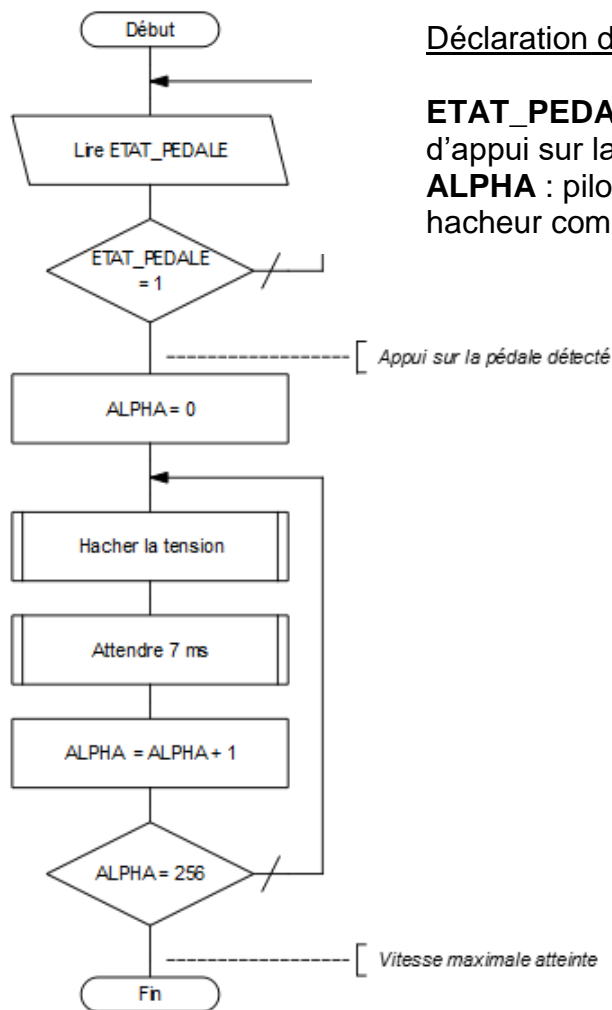 Début
Déclaration d
ETAT_PEDA
d'appui sur la
ALPHA : pilo
hacheur com
Lire ETAT_PEDALE
ETAT_PEDALE
= 1
Appui sur la pédale détecté
ALPHA = 0
Hacher la tension
Attendre 7 ms
ALPHA = ALPHA + 1
ALPHA = 256
Vitesse maximale atteinte
Fin